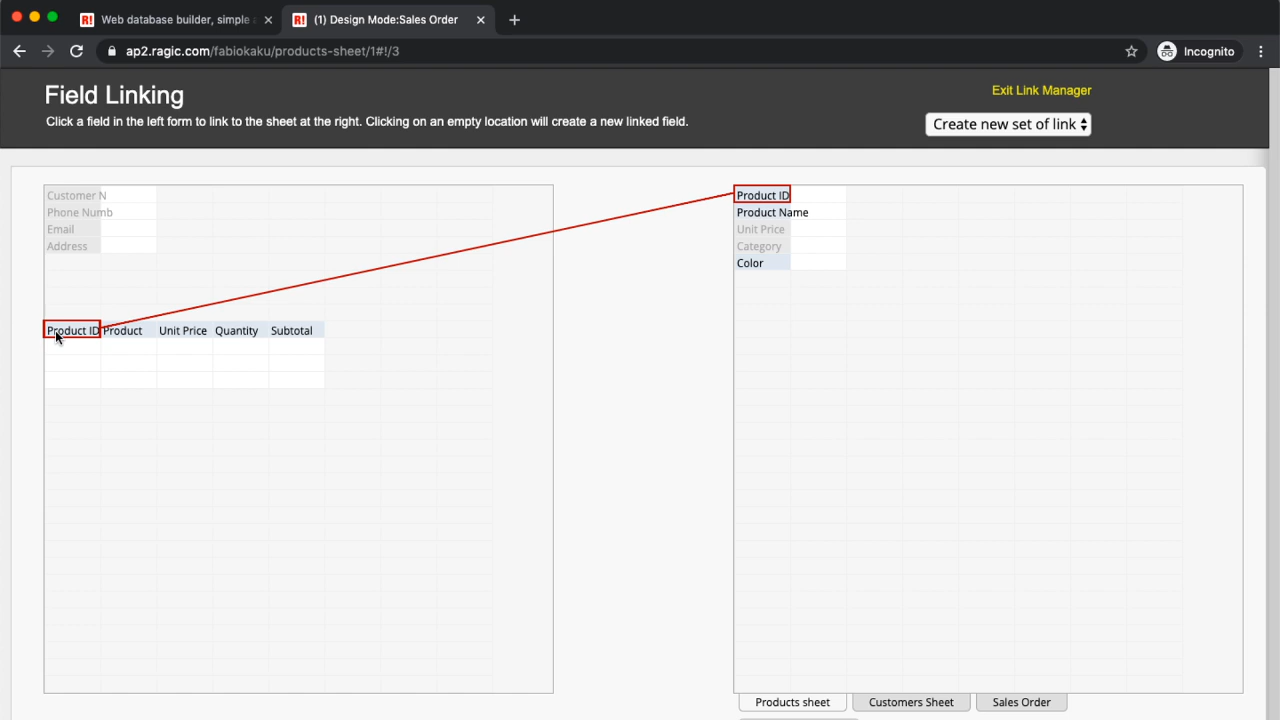 R! Web database builder, simple
R! (1) Design Mode:Sales Order
ap2.ragic.com/fabiokaku/products-sheet/1#!/3
Incognito
Field Linking
Exit Link Manager
Click a field in the left form to link to the sheet at the right. Clicking on an empty location will create a new linked field.
Create new set of link
Customer N
Phone Numb
Email
Address
Product ID Product Unit Price Quantity Subtotal
Product ID
Product Name
Unit Price
Category
Color
Products sheet Customers Sheet Sales Order